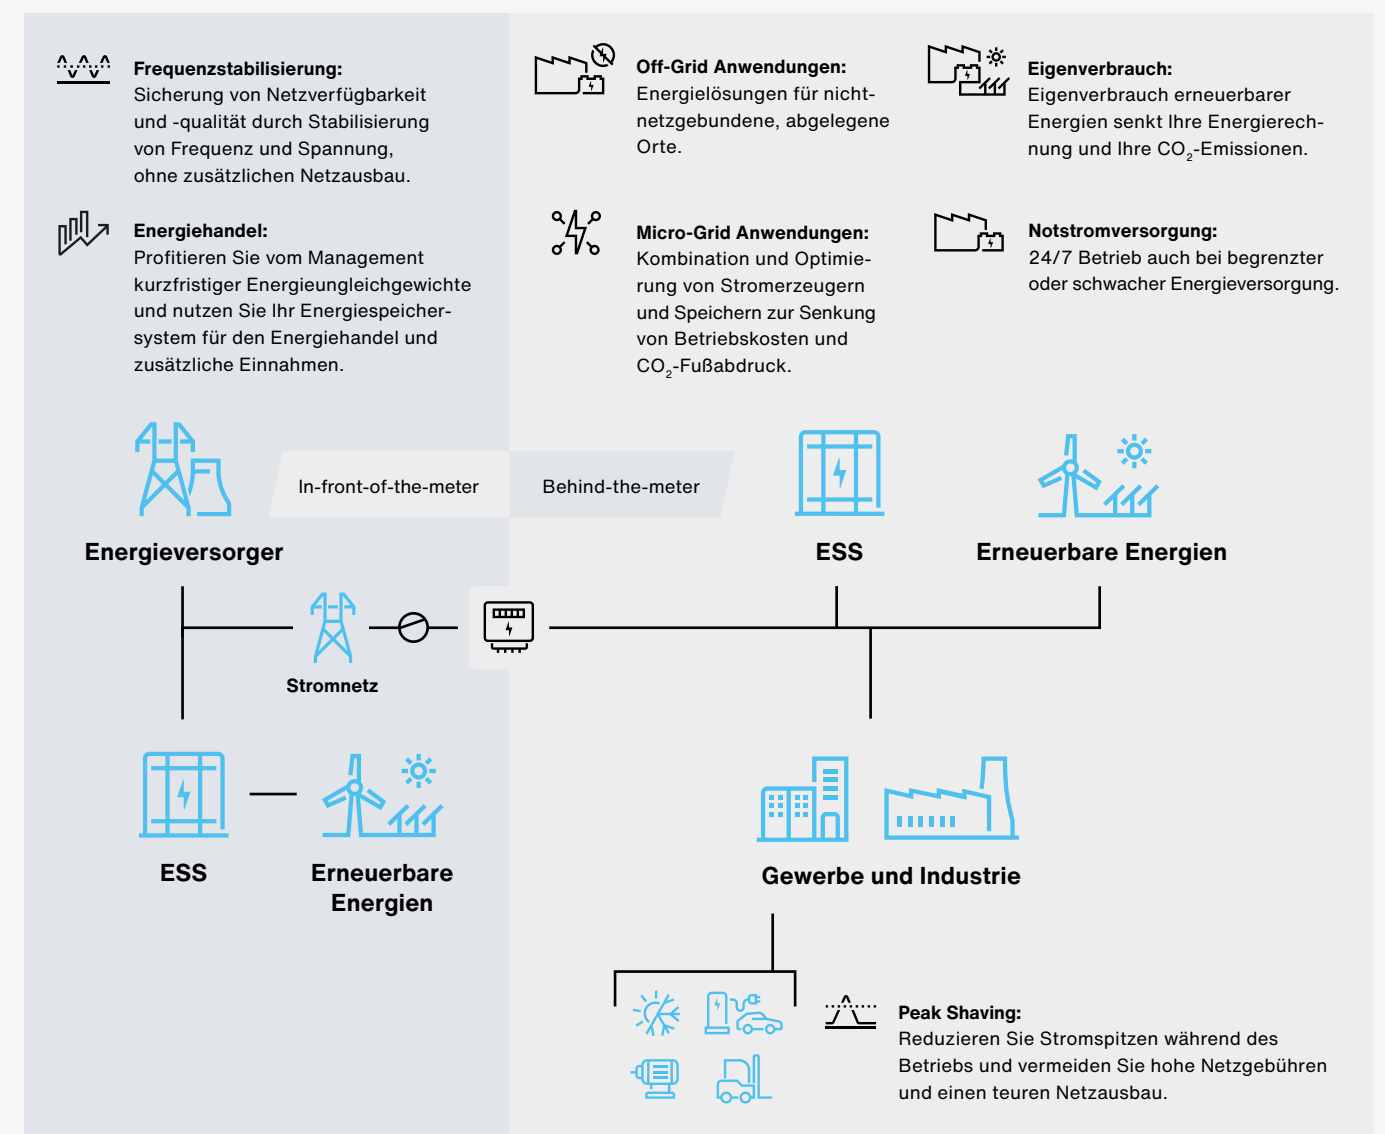 Frequenzstabilisierung:
Sicherung von Netzverfügbarkeit
und -qualität durch Stabilisierung
von Frequenz und Spannung,
ohne zusätzlichen Netzausbau.
Energiehandel:
Profitieren Sie vom Management
kurzfristiger Energieungleichgewichte
und nutzen Sie Ihr Energiespeicher-
system für den Energiehandel und
zusätzliche Einnahmen.
Off-Grid Anwendungen:
Energielösungen für nicht-
netzgebundene, abgelegene
Orte.
Micro-Grid Anwendungen:
Kombination und Optimie-
rung von Stromerzeugern
und Speichern zur Senkung
von Betriebskosten und
CO₂-Fußabdruck.
Eigenverbrauch:
Eigenverbrauch erneuerbarer
Energien senkt Ihre Energierech-
nung und Ihre CO₂-Emissionen.
Notstromversorgung:
24/7 Betrieb auch bei begrenzter
oder schwacher Energieversorgung.
In-front-of-the-meter
Behind-the-meter
Energieversorger
ESS
Erneuerbare Energien
Stromnetz
ESS
Erneuerbare
Energien
Gewerbe und Industrie
Peak Shaving:
Reduzieren Sie Stromspitzen während des
Betriebs und vermeiden Sie hohe Netzgebühren
und einen teuren Netzausbau.